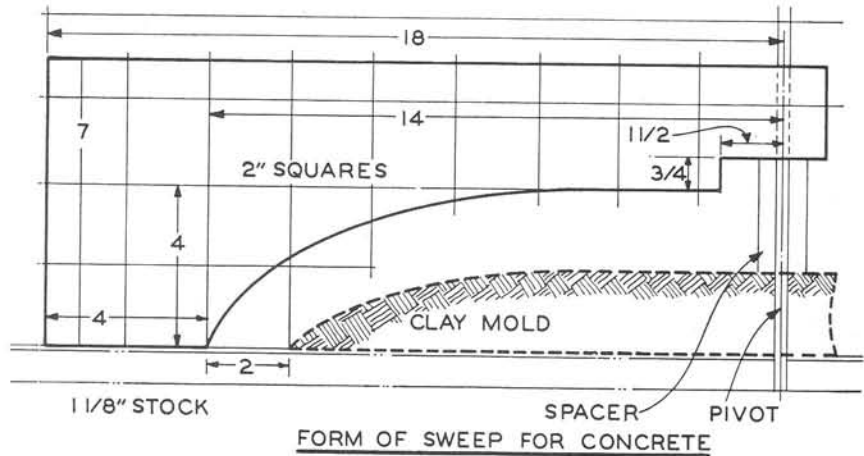 18
14
11/2
7
2" SQUARES
3/4
4
4
CLAY MOLD
2
11/8" STOCK
SPACER
PIVOT
FORM OF SWEEP FOR CONCRETE